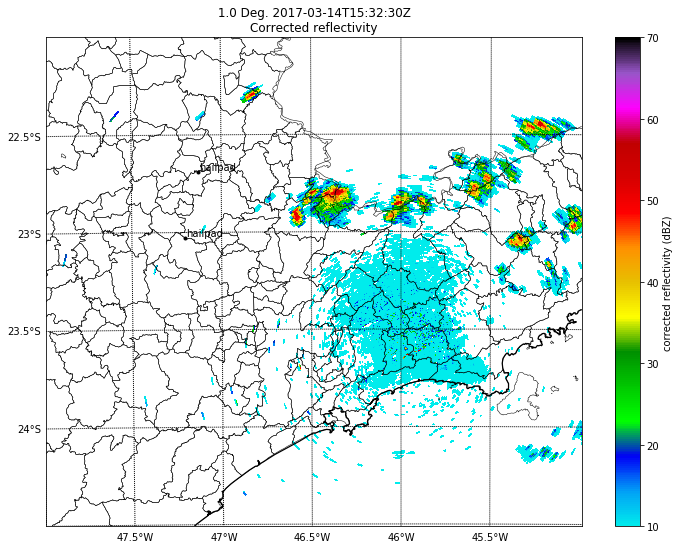 1.0 Deg. 2017-03-14T15:32:30Z
Corrected reflectivity
70
60
50
40
30
20
10
corrected reflectivity (dBZ)
22.5°S
23°S
23.5°S
24°S
hailpad
hailpad
47.5°W
47°W
46.5°W
46°W
45.5°W